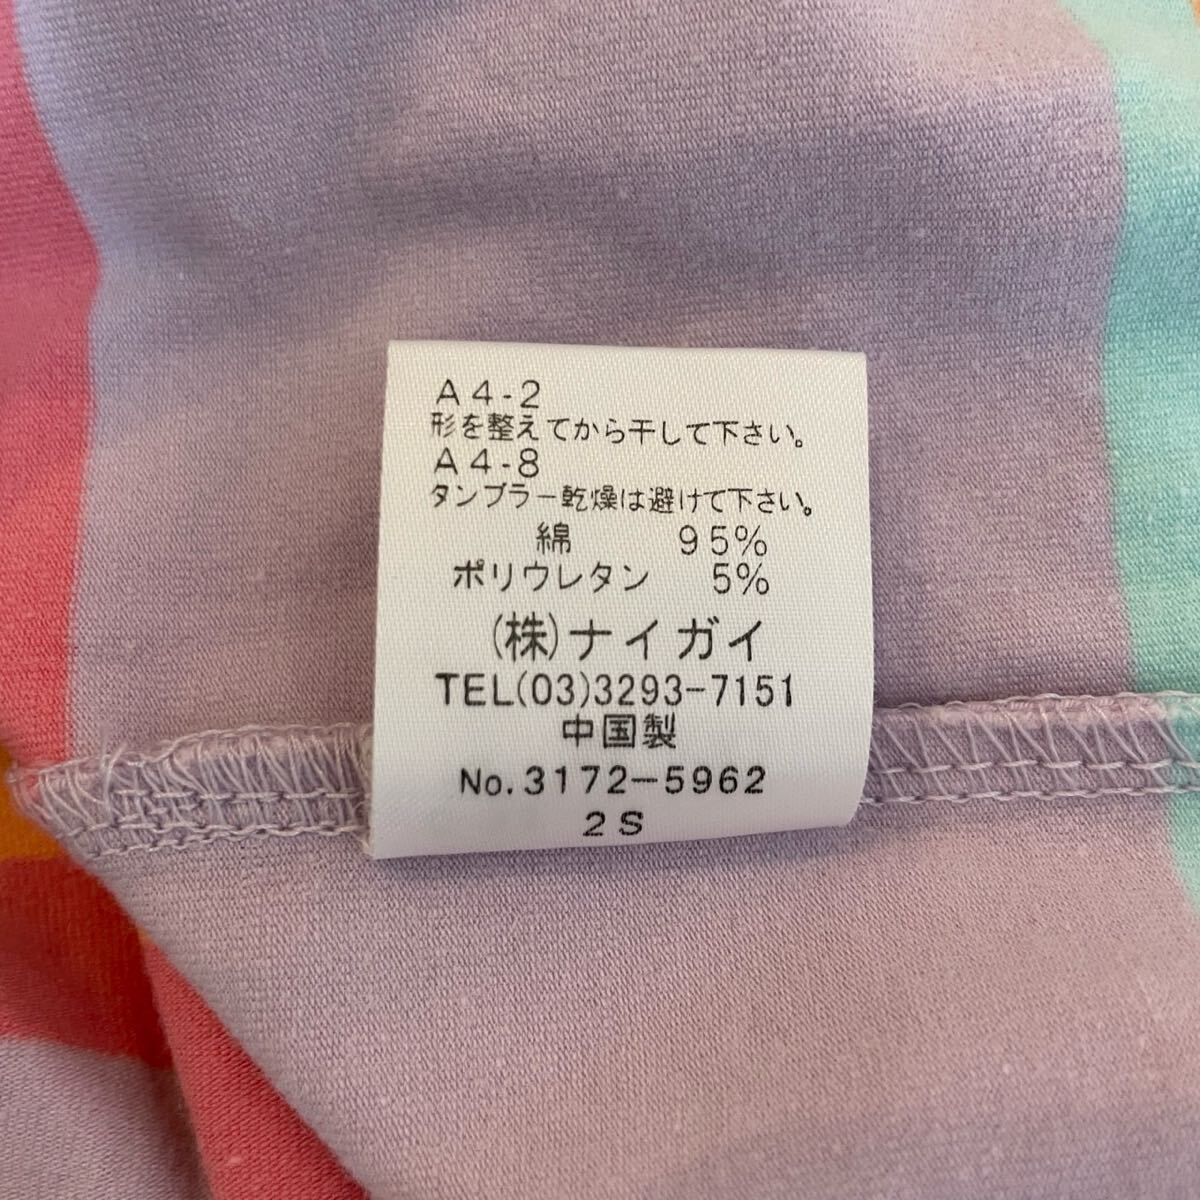 A4-2
形を整えてから干して下さい。
A4-8
タンブラー乾燥は避けて下さい。
綿 95%
ポリウレタン 5%
(株)ナイガイ
TEL(03)3293-7151
中国製
No.3172-5962
2S